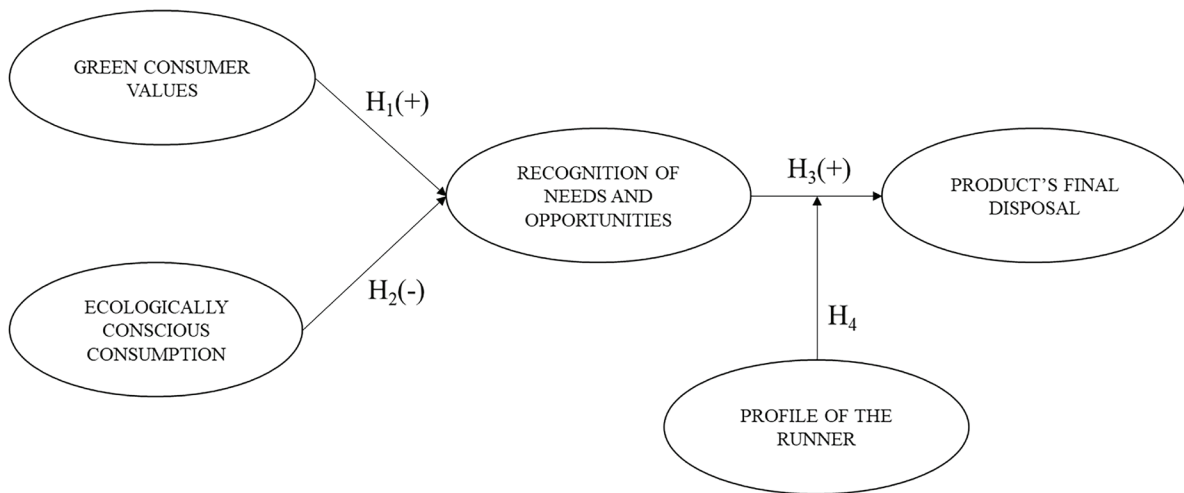 GREEN CONSUMER
VALUES
H₁(+)
RECOGNITION OF
NEEDS AND
OPPORTUNITIES
H₃(+)
PRODUCT’S FINAL
DISPOSAL
ECOLOGICALLY
CONSCIOUS
CONSUMPTION
H₂(-)
H₄
PROFILE OF THE
RUNNER